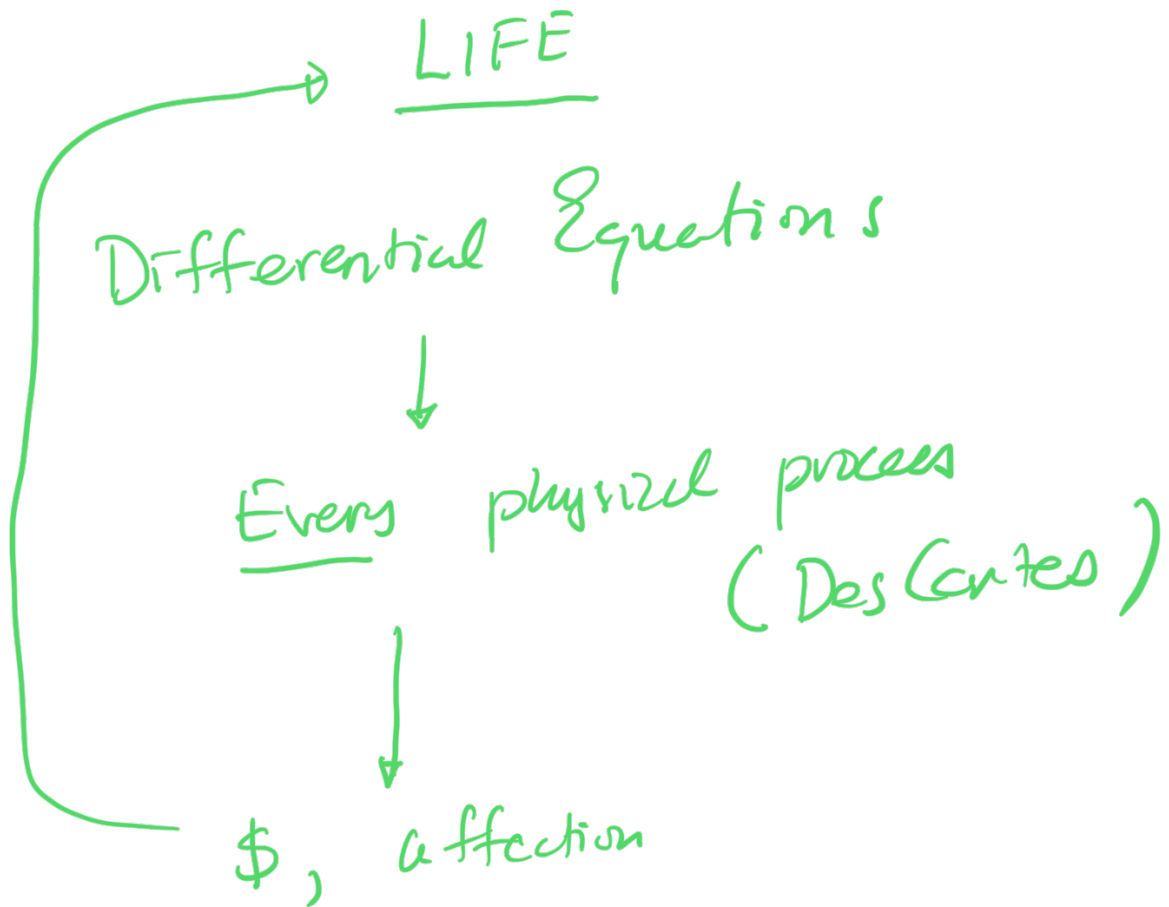 LIFE
Differential Equations
Every physical process
(DesCartes)
$, affection